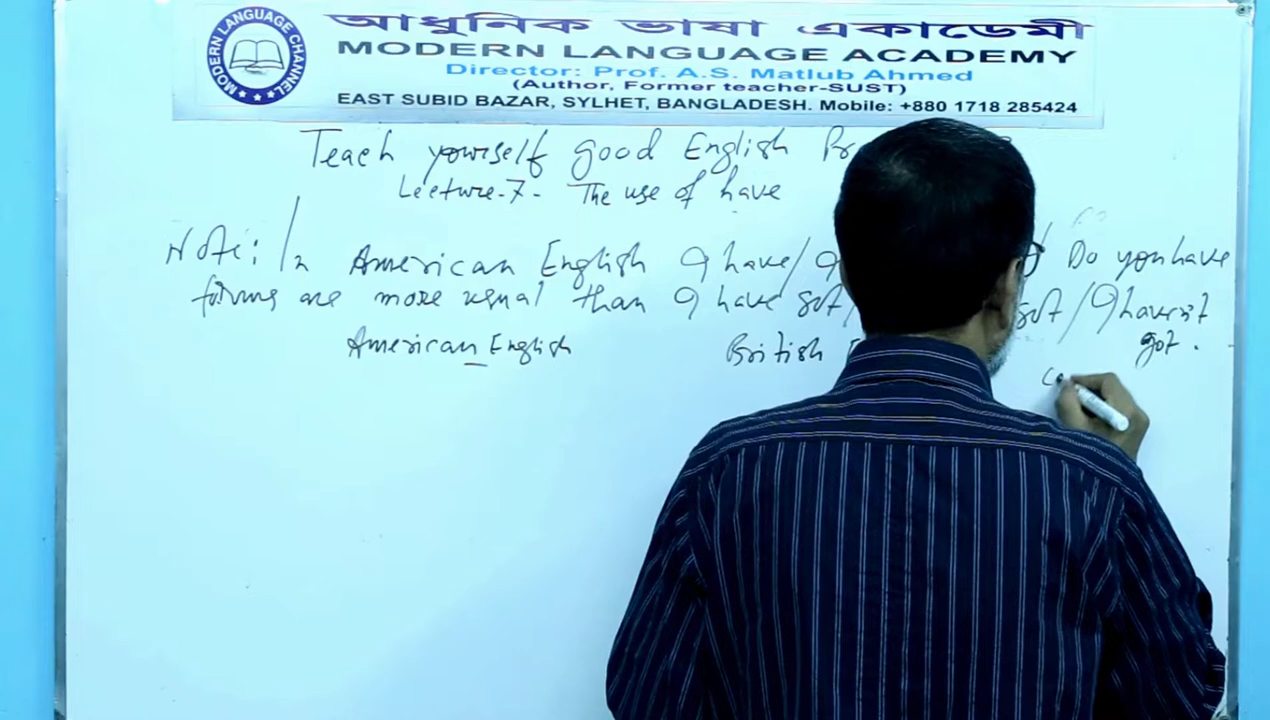 আধুনিক ভাষা একাডেমী
MODERN LANGUAGE ACADEMY
Director: Prof. A.S. Matlub Ahmed
(Author, Former teacher-SUST)
EAST SUBID BAZAR, SYLHET, BANGLADESH. Mobile: +880 1718 285424
MODERN LANGUAGE CHANNEL
Teach yourself good English
Lecture-7- The use of have
Note: In American English I have/ I Do you have
forms are more usual than I have got/ got/I haven't
got.
American English British